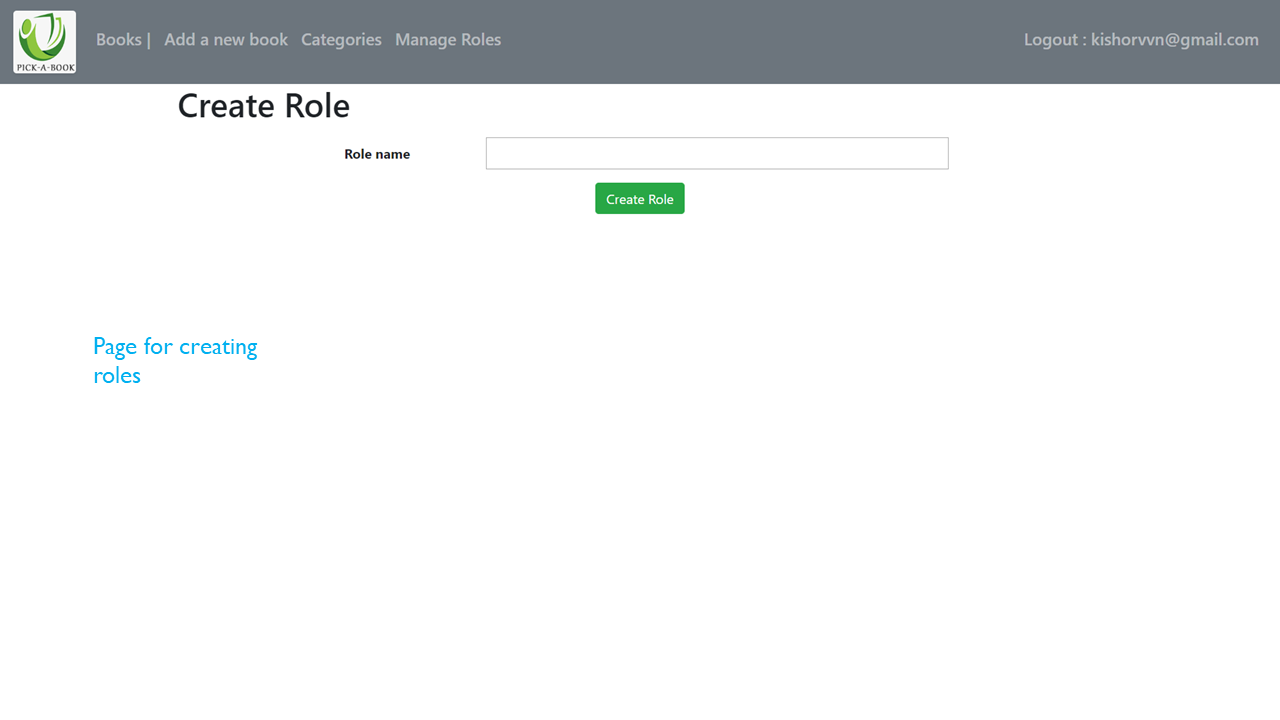 PICK-A-BOOK
Books | Add a new book Categories Manage Roles Logout : kishorvvn@gmail.com
Create Role
Role name
Create Role
Page for creating
roles